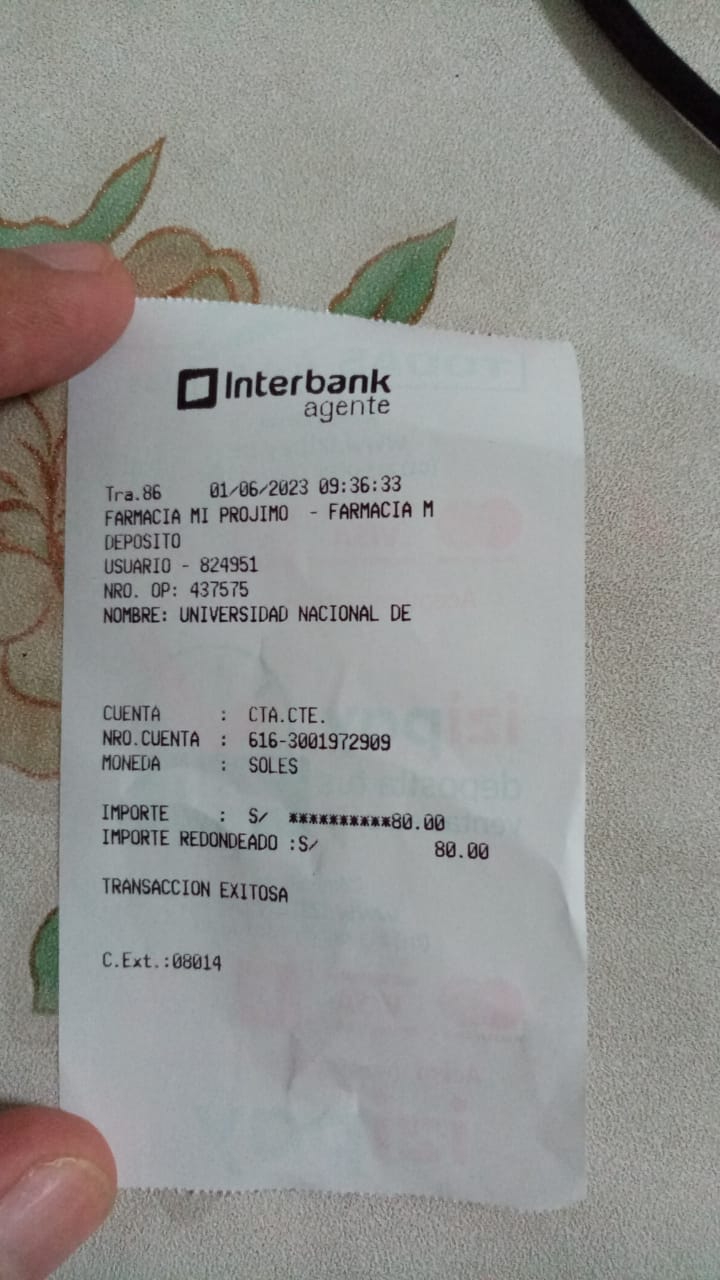 Interbank
agente
Tra.86 01/06/2023 09:36:33
FARMACIA MI PROJIMO - FARMACIA M
DEPOSITO
USUARIO - 824951
NRO. OP: 437575
NOMBRE: UNIVERSIDAD NACIONAL DE
CUENTA : CTA.CTE.
NRO.CUENTA : 616-3001972909
MONEDA : SOLES
IMPORTE : S/ **********80.00
IMPORTE REDONDEADO :S/ 80.00
TRANSACCION EXITOSA
C.Ext.:08014